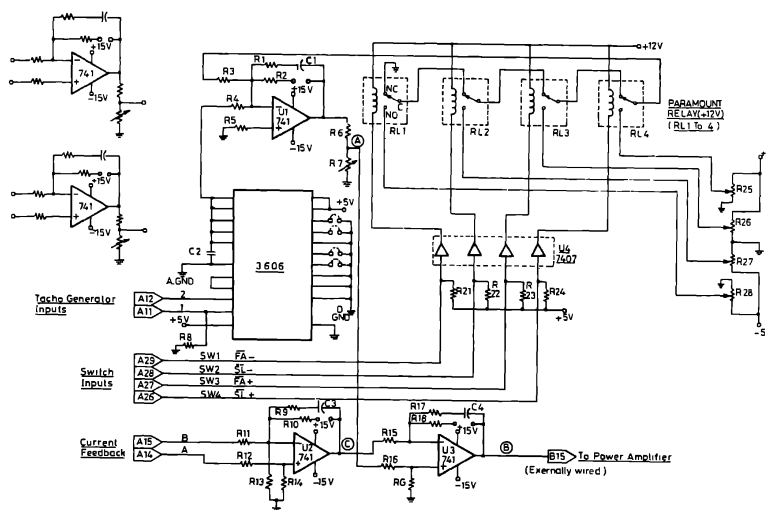 +15V
741
-15V
+15V
741
-15V
R1
C1
R3
R2
+15V
R4
U1
741
R5
-15V
R6
A
R7
+12V
NC
C
NO
RL1
RL2
RL3
RL4
PARAMOUNT
RELAY(+12V)
(RL1 To 4)
R25
R26
R27
R28
+
-5
U4
7407
R21
R
22
R
23
R24
+5V
+5V
C2
3606
A.GND
D
GND
Tacho Generator
Inputs
A12 2
A11 1
+5V
R8
Switch
Inputs
A29 SW1 FA-
A28 SW2 SL-
A27 SW3 FA+
A26 SW4 SL+
Current
Feedback
A15 B
A14 A
R9
C3
R10
+15V
R11
R12
U2
741
R13
R14
-15V
C
R17
C4
R18
+15V
R15
R16
U3
741
RG
-15V
B
B15 To Power Amplifier
(Exernally wired)